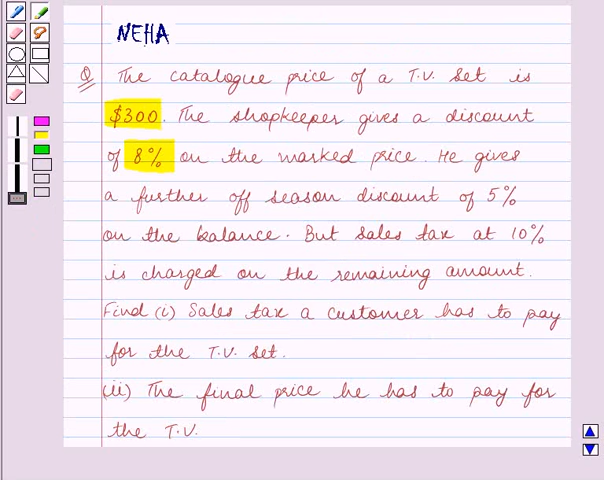 NEHA
Q The catalogue price of a T.V. Set is
$300. The shopkeeper gives a discount
of 8% on the marked price. He gives
a further off season discount of 5%
on the balance. But Sales tax at 10%
is charged on the remaining amount.
Find (i) Sales tax a customer has to pay
for the T.V. set.
(ii) The final price he has to pay for
the T.V.